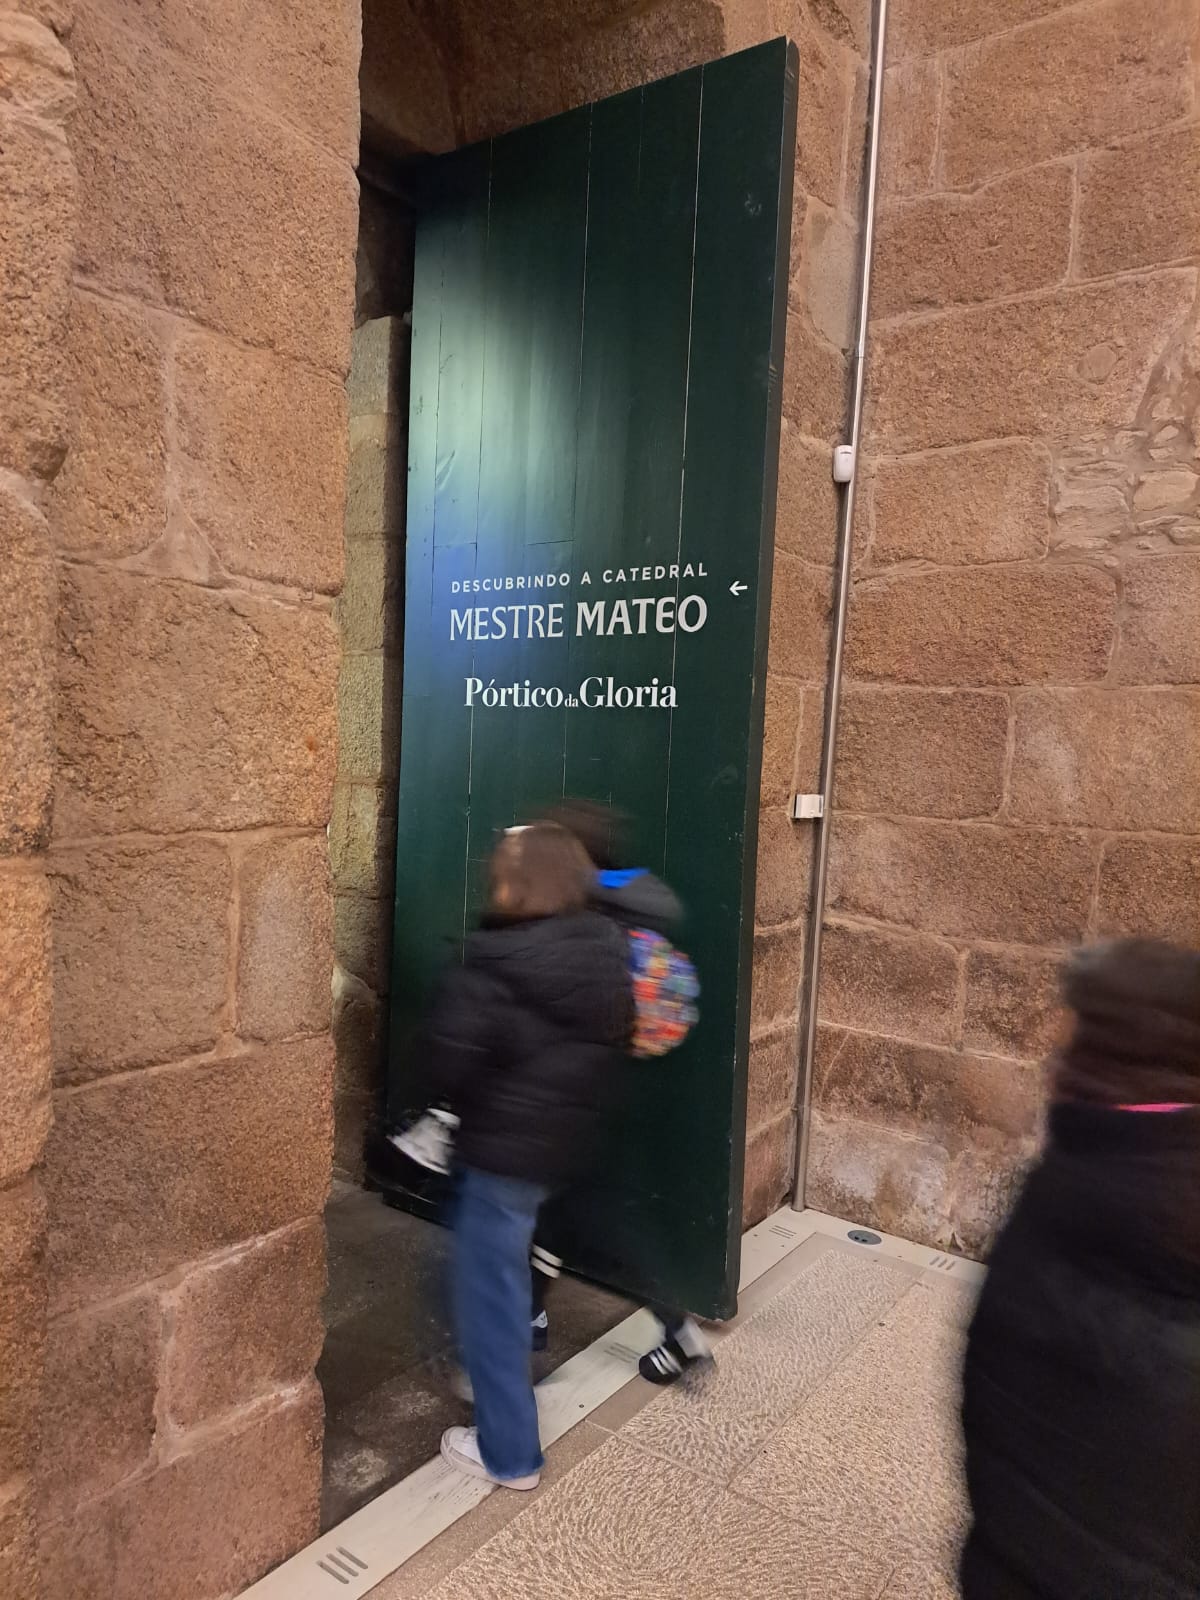 DESCUBRINDO A CATEDRAL
MESTRE MATEO
←
Pórtico da Gloria